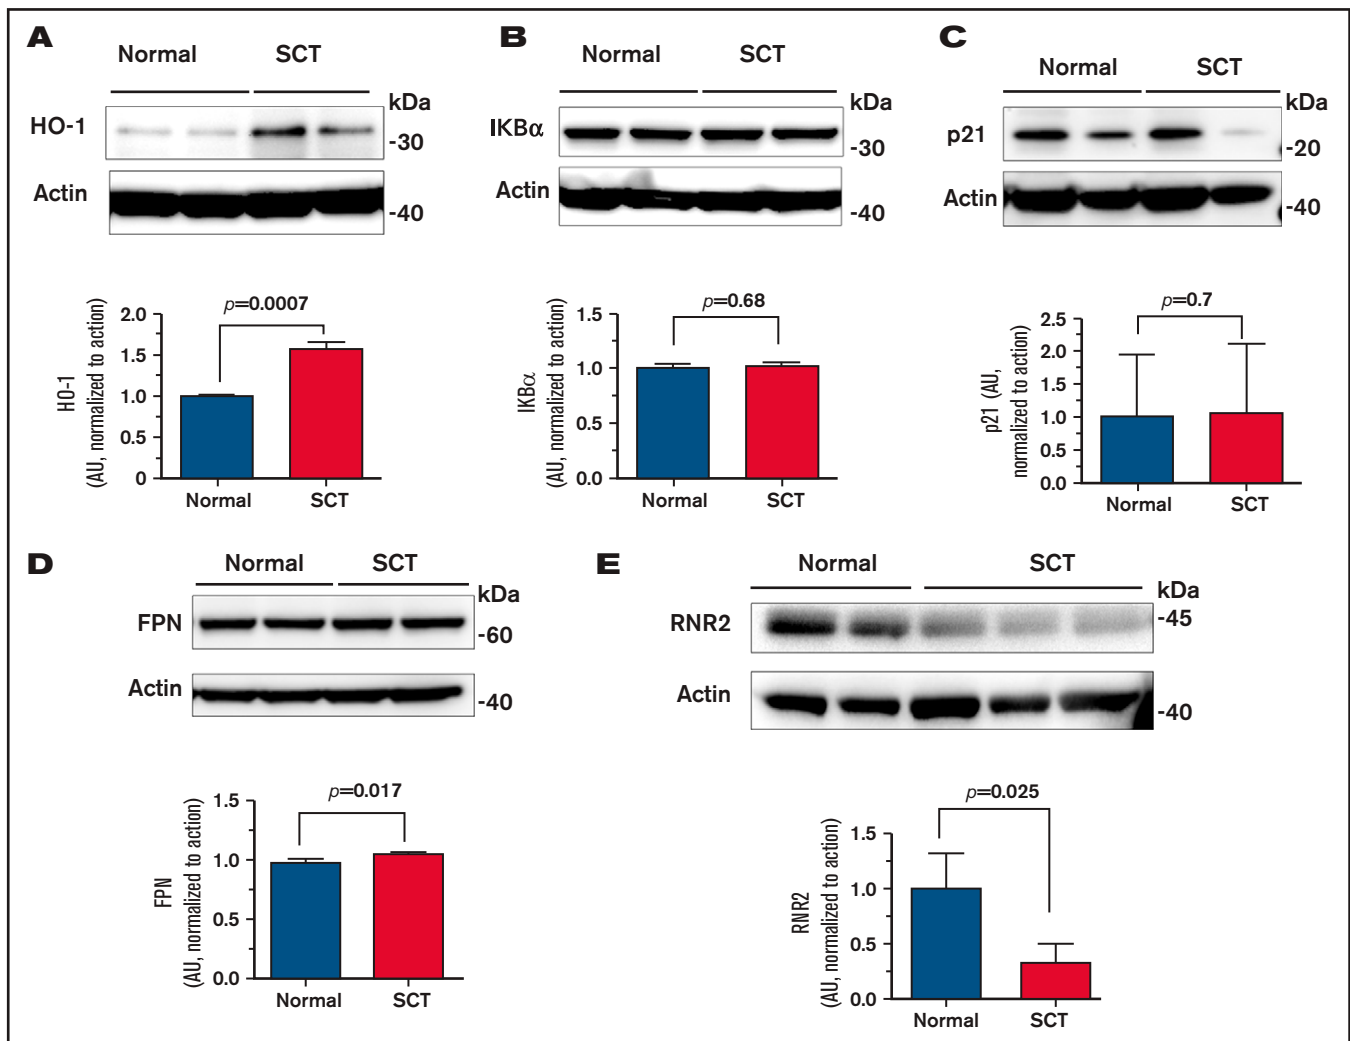 A
Normal SCT
kDa
HO-1
-30
Actin
-40
p=0.0007
HO-1
(AU, normalized to action)
2.0
1.5
1.0
0.5
0
Normal SCT
B
Normal SCT
kDa
IKBα
-30
Actin
-40
p=0.68
IKBα
(AU, normalized to action)
1.5
1.0
0.5
0.0
Normal SCT
C
Normal SCT
kDa
p21
-20
Actin
-40
p=0.7
p21 (AU,
normalized to action)
2.5
2.0
1.5
1.0
0.5
0.0
Normal SCT
D
Normal SCT
kDa
FPN
-60
Actin
-40
p=0.017
FPN
(AU, normalized to action)
1.5
1.0
0.5
0.0
Normal SCT
E
Normal SCT
kDa
RNR2
-45
Actin
-40
p=0.025
RNR2
(AU, normalized to action)
1.5
1.0
0.5
0.0
Normal SCT